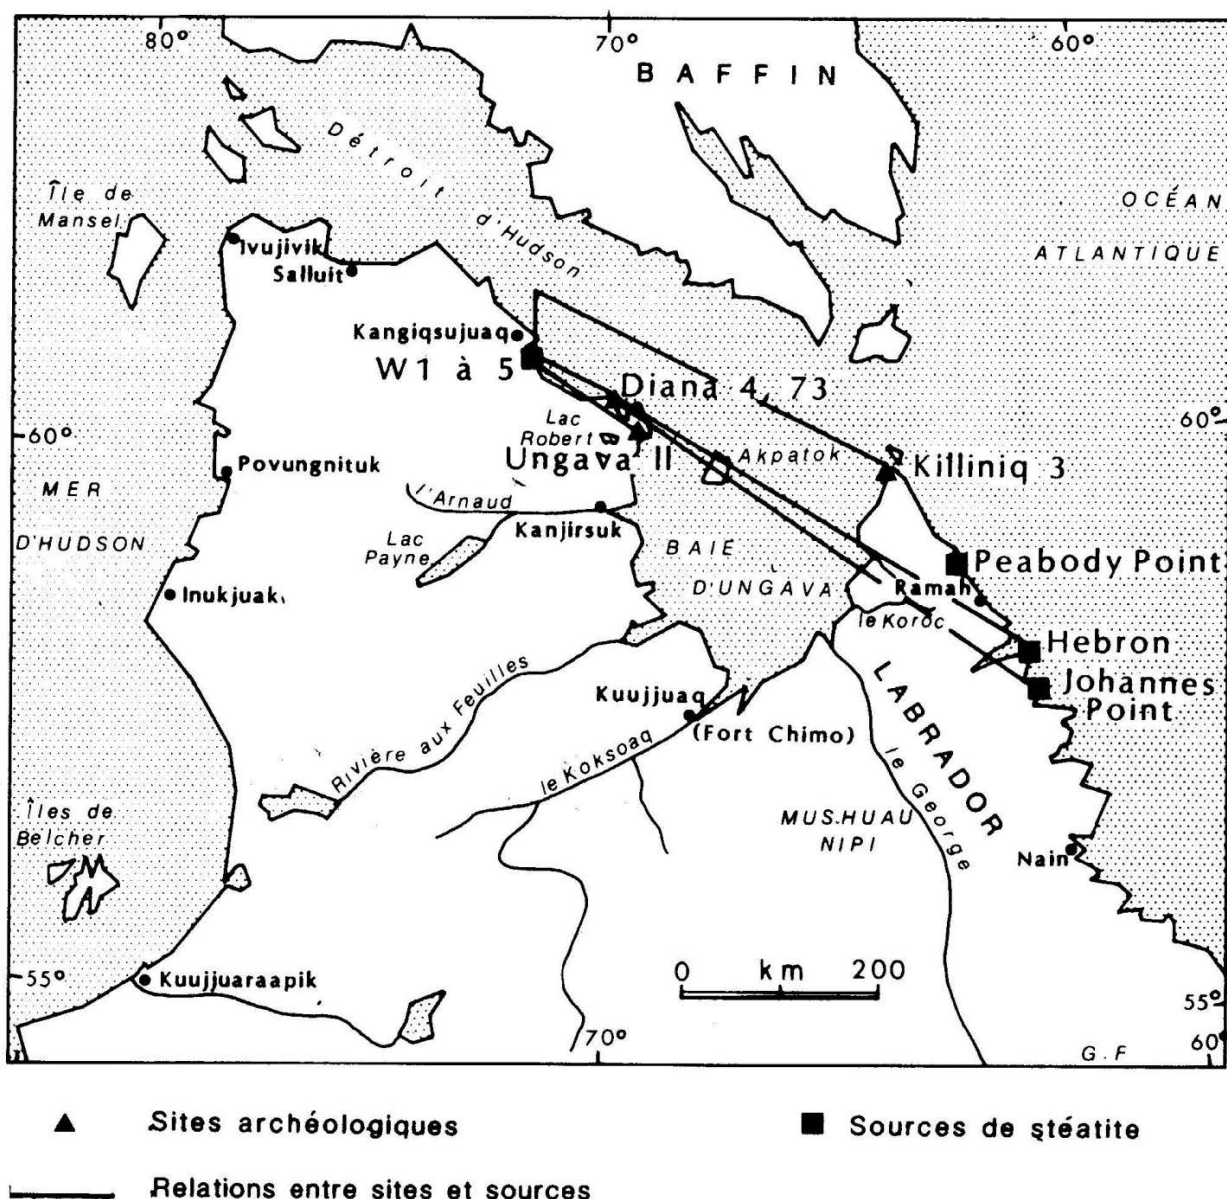 80°
70°
60°
BAFFIN
Détroit d'Hudson
Île de
Mansel
OCÉAN
ATLANTIQUE
Ivujivik
Salluit
Kangiqsujuaq
W1 à 5
Diana 4, 73
Lac
Robert
60°
60°
Ungava II
Akpatok
Killiniq 3
Povungnituk
MER
D'HUDSON
l'Arnaud
Kanjirsuk
Lac
Payne
BAIE
D'UNGAVA
Peabody Point
Ramah
Inukjuak
le Koroc
Hebron
Johannes
Point
Rivière aux Feuilles
Kuujjuaq
(Fort Chimo)
le Koksoaq
LABRADOR
le George
Îles de
Belcher
MUSHUAU
NIPI
Nain
55°
Kuujjuaraapik
0 km 200
55°
70°
60°
G.F
Sites archéologiques
Sources de stéatite
Relations entre sites et sources